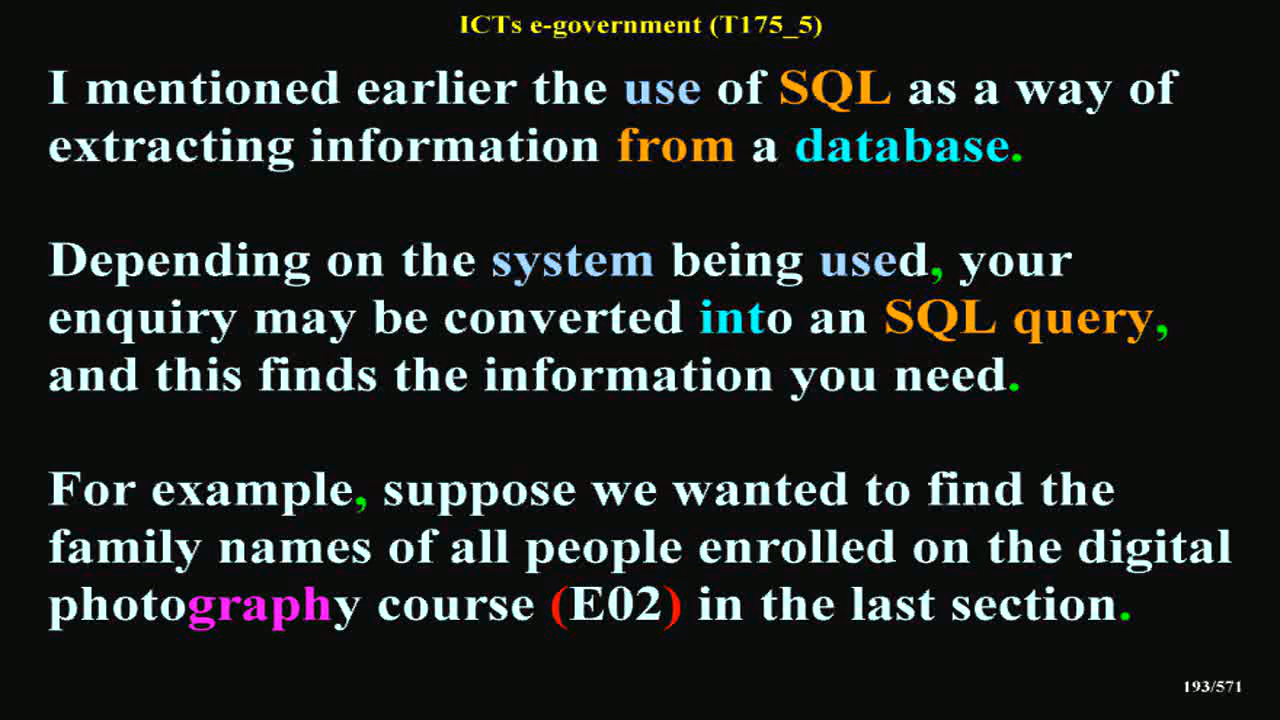 ICTs e-government (T175_5)
I mentioned earlier the use of SQL as a way of
extracting information from a database.
Depending on the system being used, your
enquiry may be converted into an SQL query,
and this finds the information you need.
For example, suppose we wanted to find the
family names of all people enrolled on the digital
photography course (E02) in the last section.
193/571